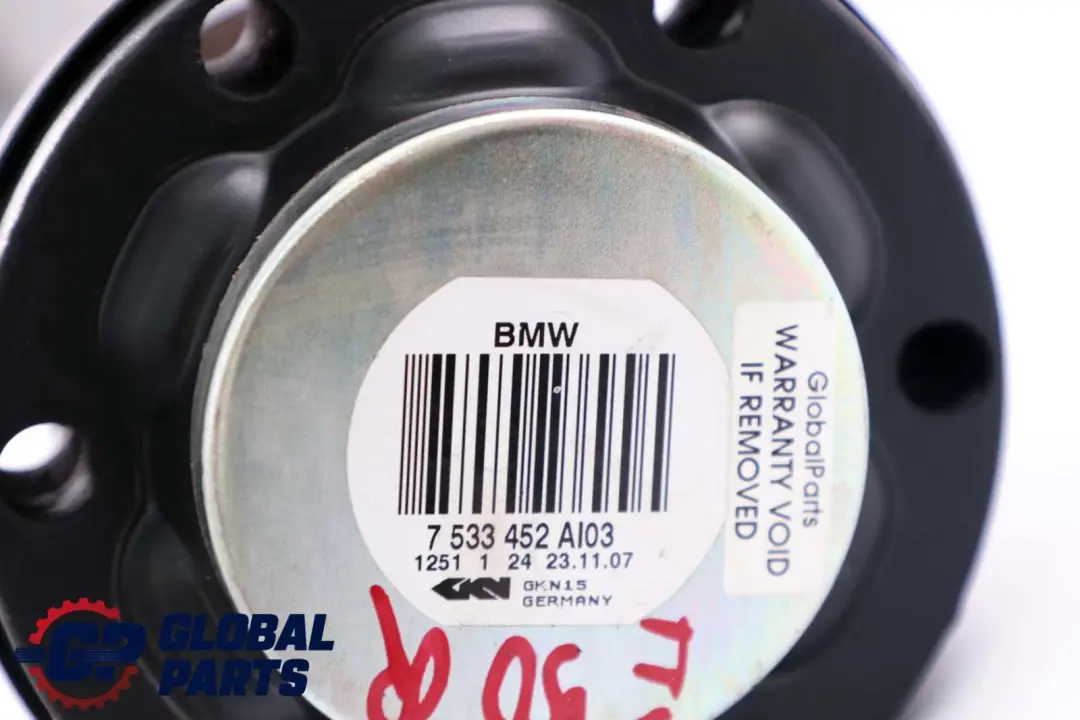 BMW
7 533 452 AI03
1251 1 24 23.11.07
GKN
GKN15
GERMANY
GlobalParts
WARRANTY VOID
IF REMOVED
GP
GLOBAL
PARTS